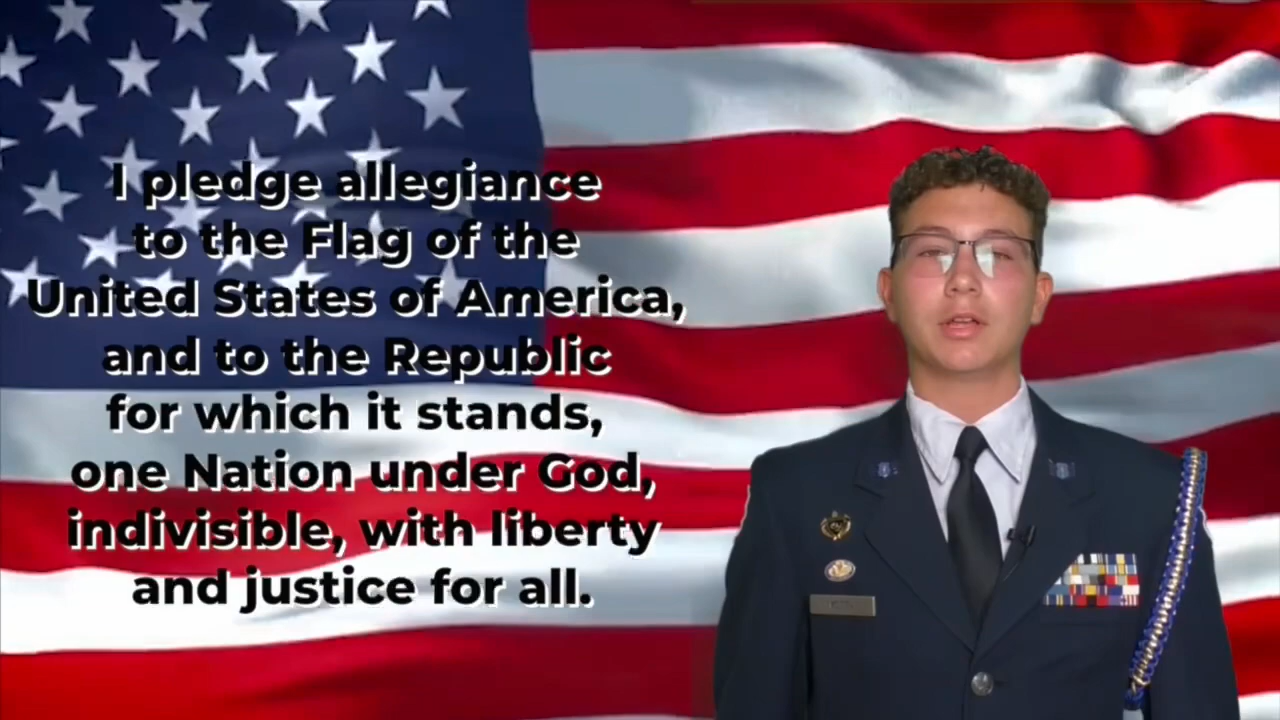 I pledge allegiance
to the Flag of the
United States of America,
and to the Republic
for which it stands,
one Nation under God,
indivisible, with liberty
and justice for all.